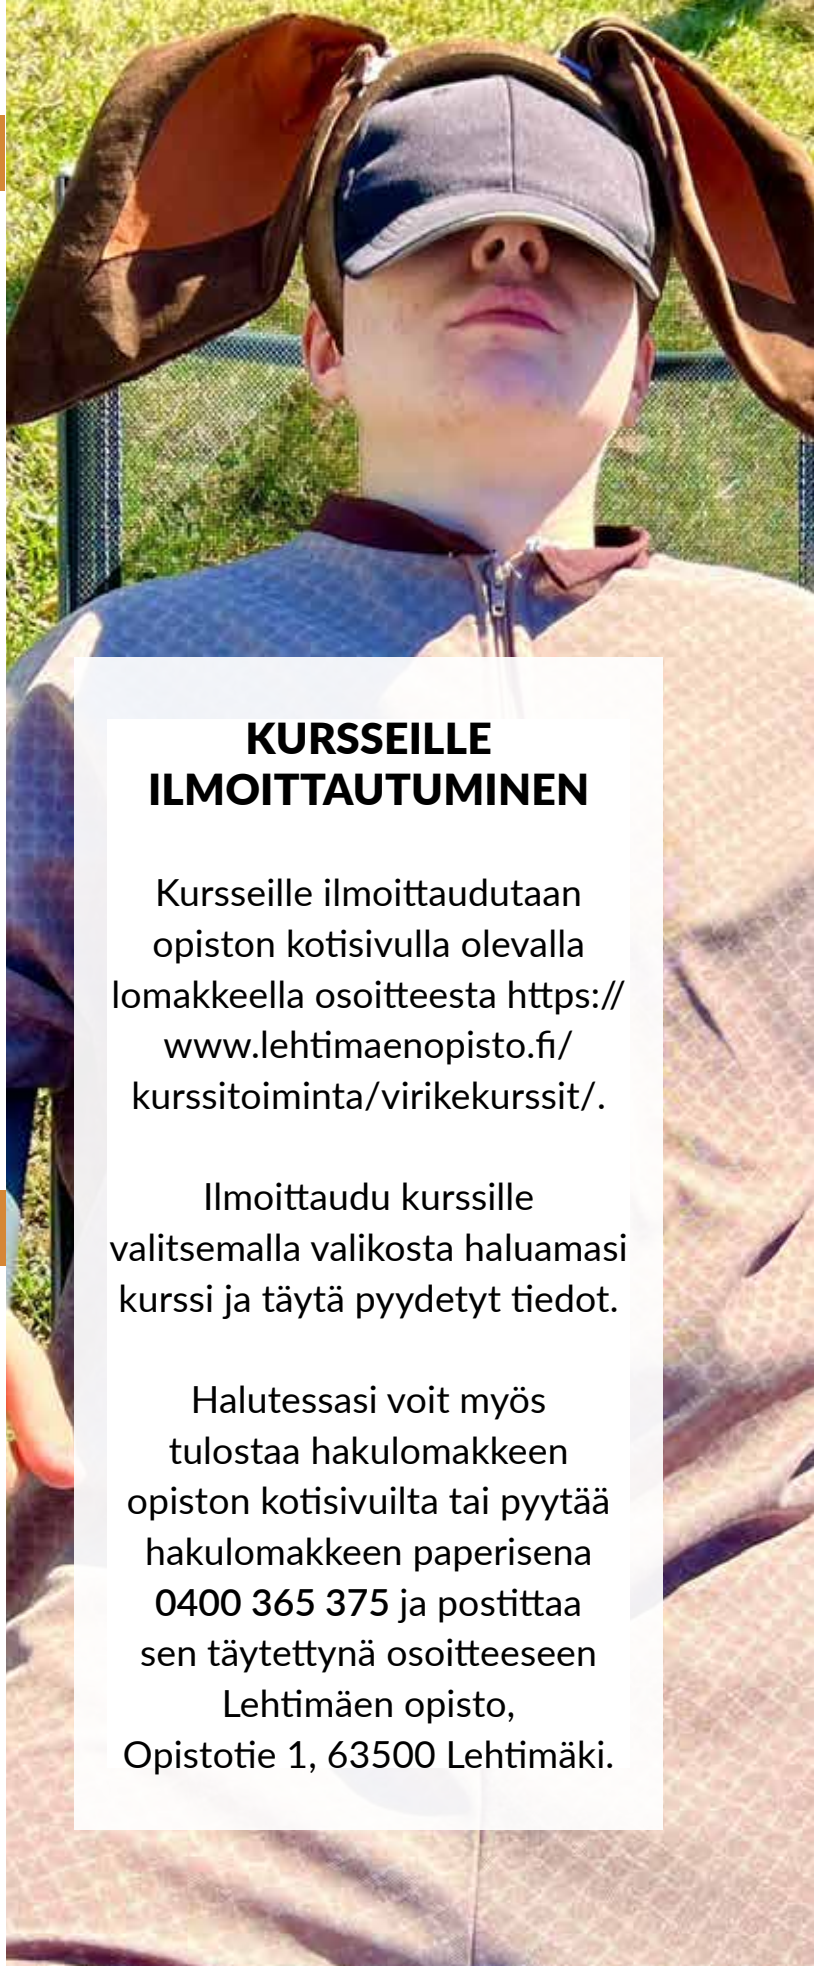 KURSSEILLE
ILMOITTAUTUMINEN
Kursseille ilmoittaudutaan
opiston kotisivulla olevalla
lomakkeella osoitteesta https://
www.lehtimaenopisto.fi/
kurssitoiminta/virikekurssit/.
Ilmoittaudu kurssille
valitsemalla valikosta haluamasi
kurssi ja täytä pyydetyt tiedot.
Halutessasi voit myös
tulostaa hakulomakkeen
opiston kotisivuilta tai pyytää
hakulomakkeen paperisena
0400 365 375 ja postittaa
sen täytettynä osoitteeseen
Lehtimäen opisto,
Opistotie 1, 63500 Lehtimäki.